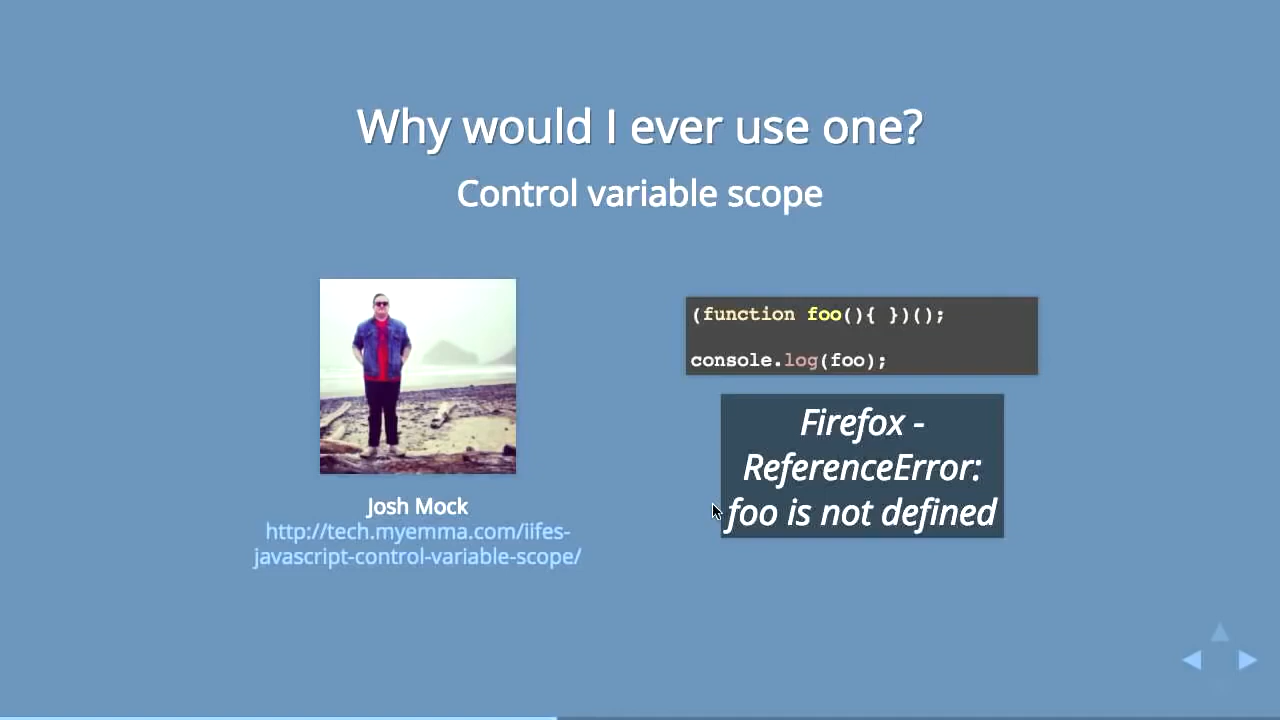 Why would I ever use one?
Control variable scope
Josh Mock
http://tech.myemma.com/iifes-
javascript-control-variable-scope/
(function foo(){ })();
console.log(foo);
Firefox -
ReferenceError:
foo is not defined